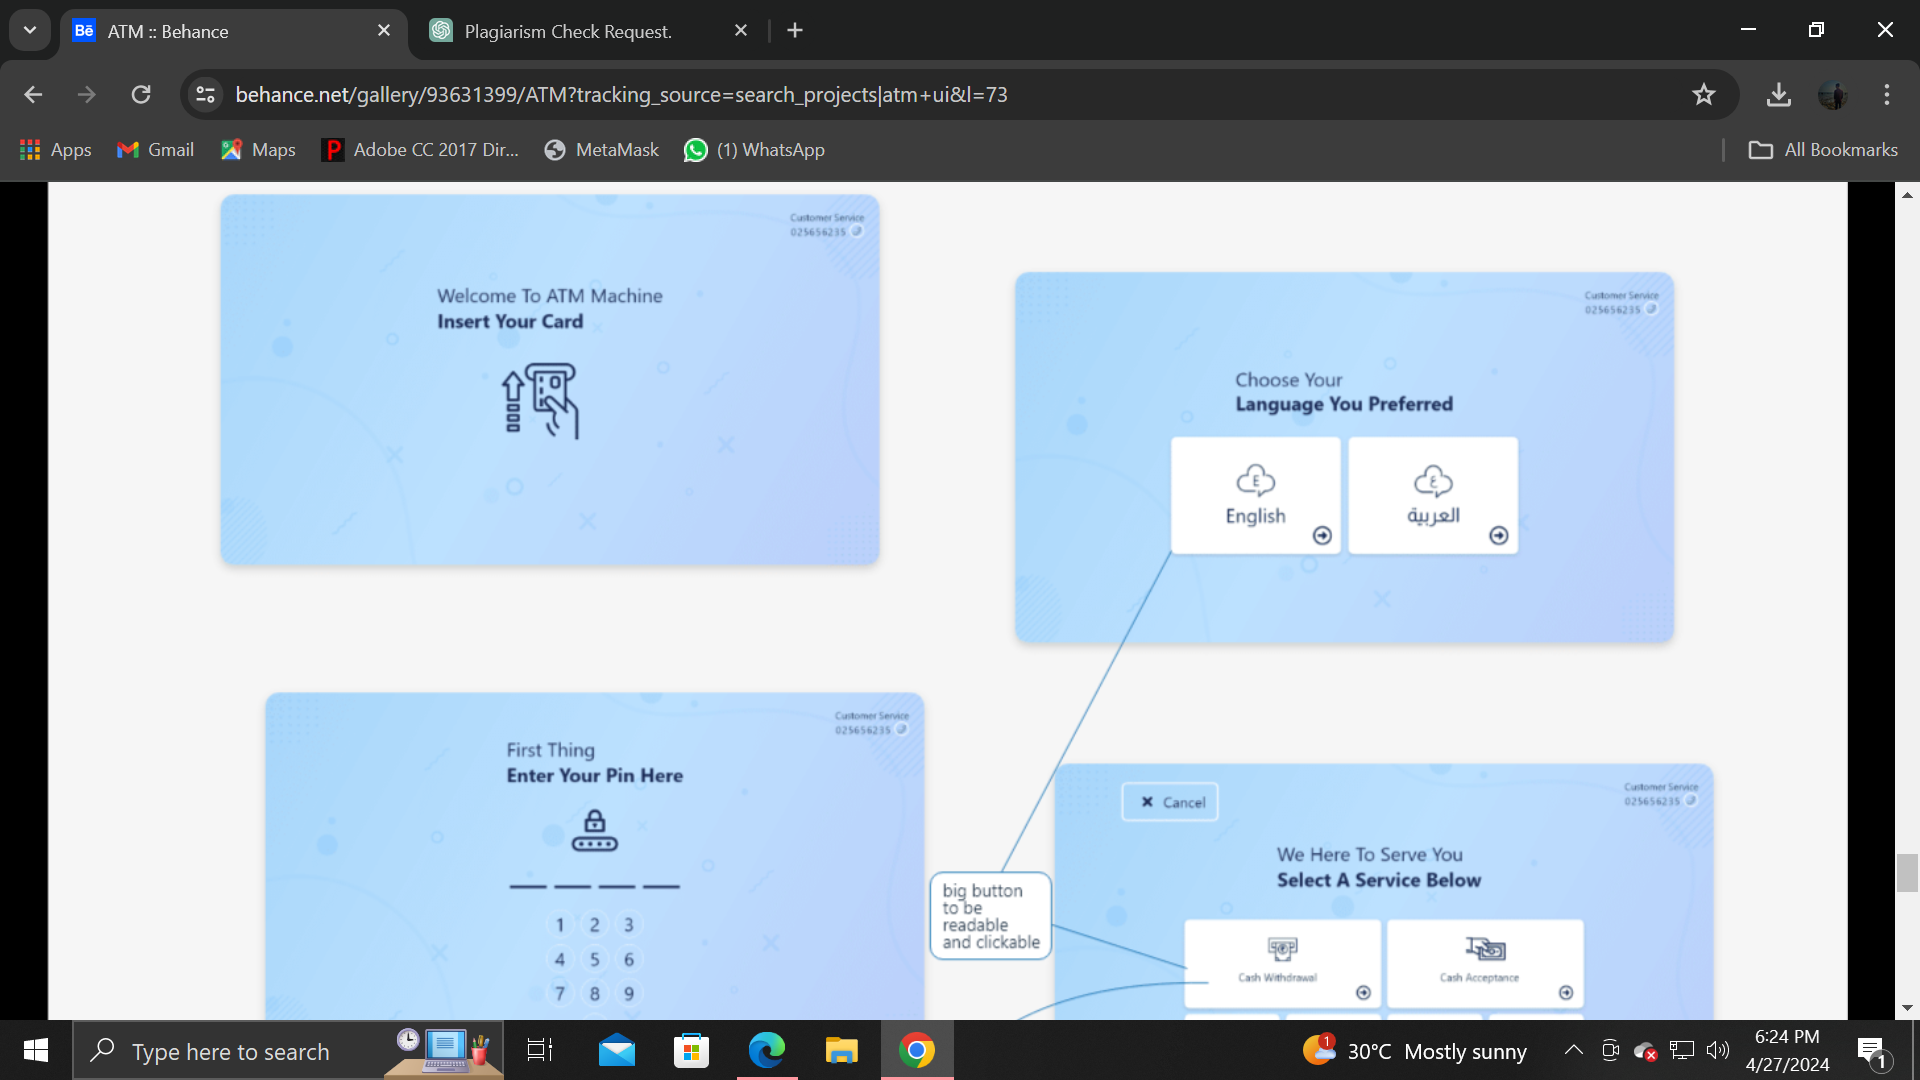 ATM :: Behance
Plagiarism Check Request.
behance.net/gallery/93631399/ATM?tracking_source=search_projects|atm+ui&l=73
Apps
Gmail
Maps
Adobe CC 2017 Dir...
MetaMask
(1) WhatsApp
All Bookmarks
Customer Service
025656235
Welcome To ATM Machine
Insert Your Card
Customer Service
025656235
Choose Your
Language You Preferred
E
English
ع
العربية
Customer Service
025656235
First Thing
Enter Your Pin Here
1 2 3
4 5 6
7 8 9
big button
to be
readable
and clickable
Cancel
Customer Service
025656235
We Here To Serve You
Select A Service Below
Cash Withdrawal
Cash Acceptance
Type here to search
1
30°C Mostly sunny
6:24 PM
4/27/2024
1